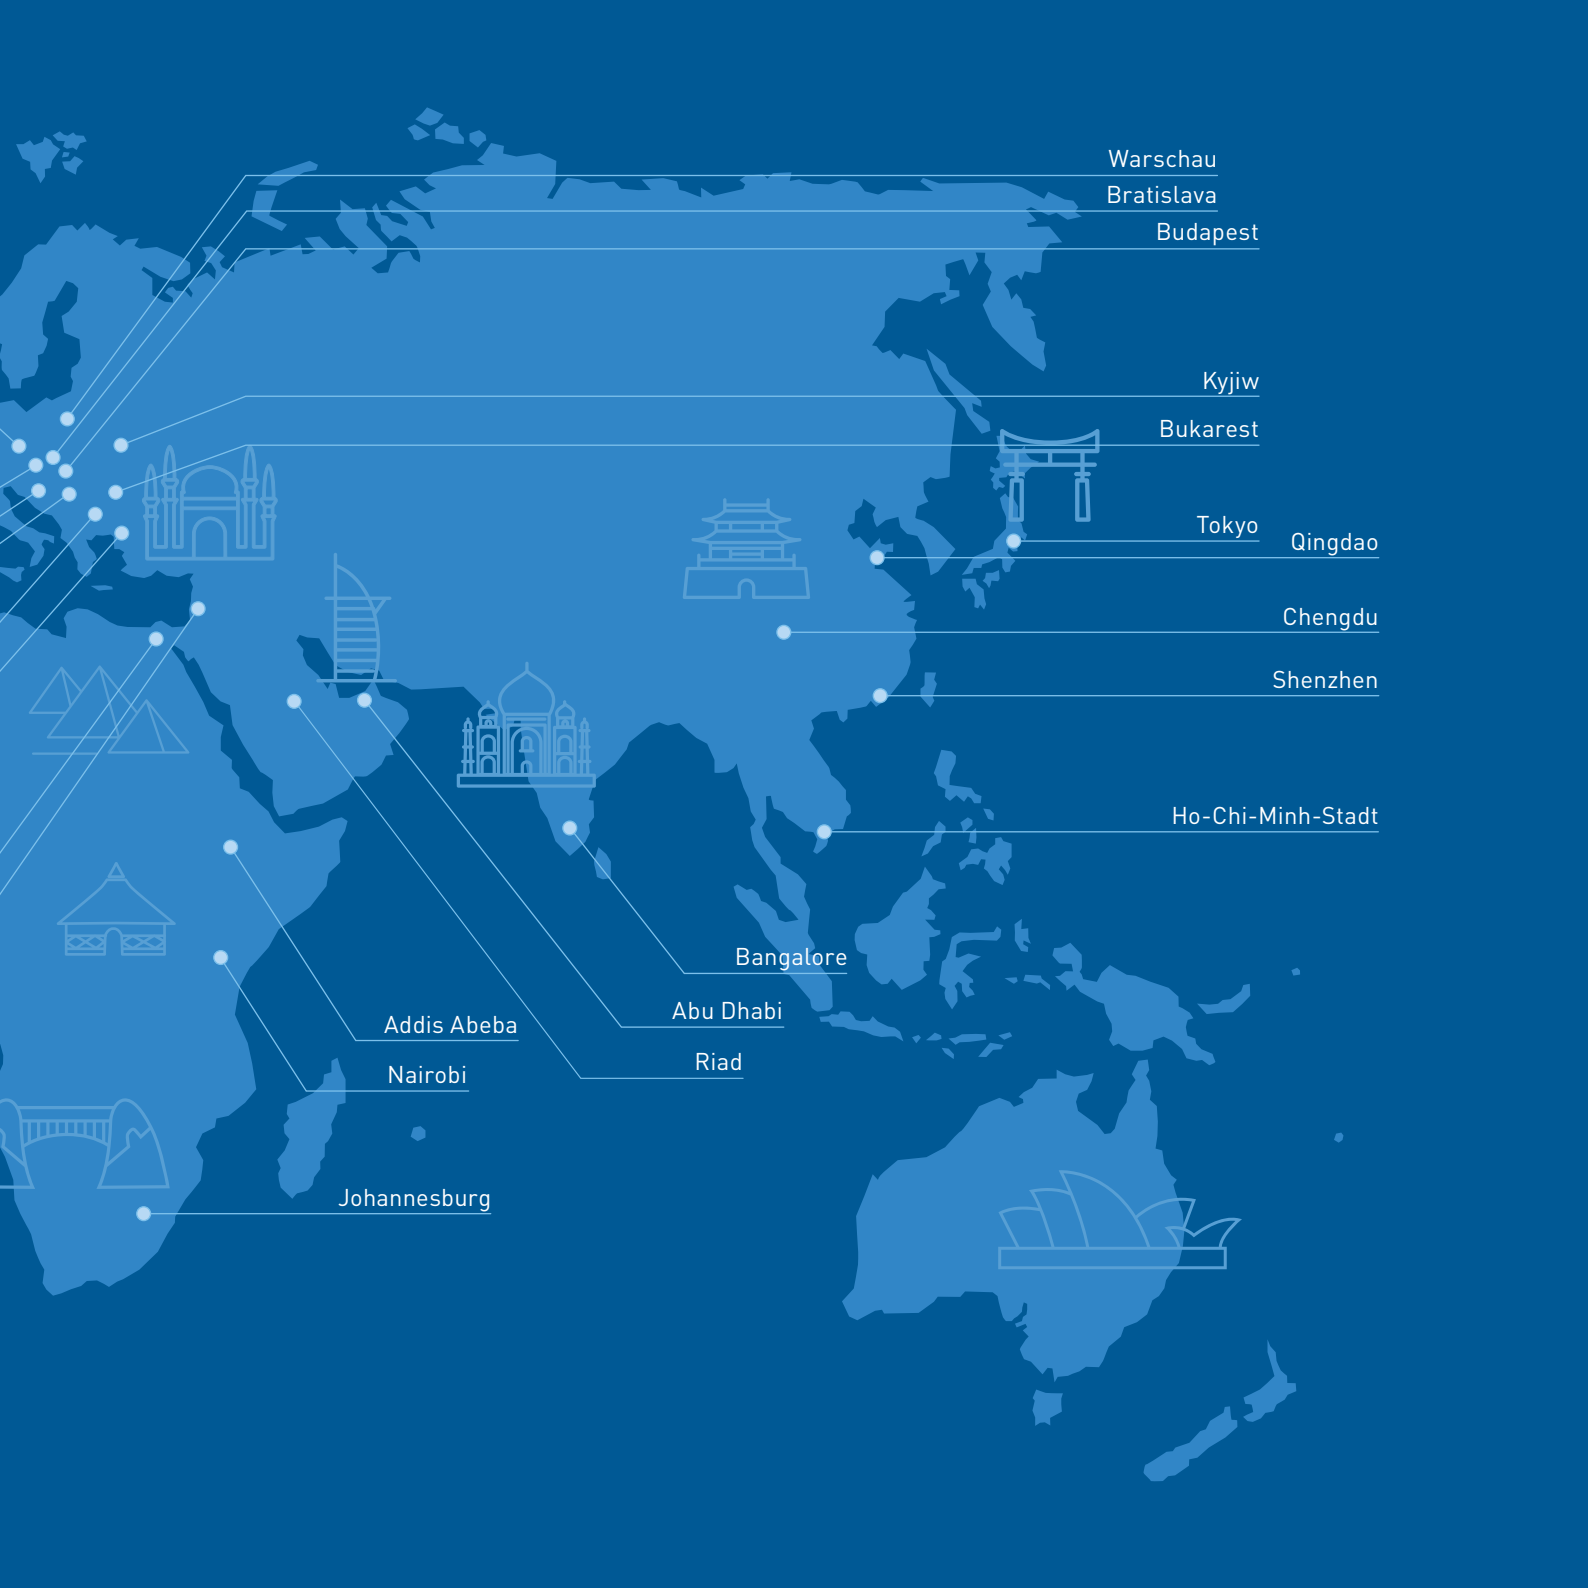 Warschau
Bratislava
Budapest
Kyjiw
Bukarest
Tokyo
Qingdao
Chengdu
Shenzhen
Ho-Chi-Minh-Stadt
Bangalore
Abu Dhabi
Addis Abeba
Riad
Nairobi
Johannesburg